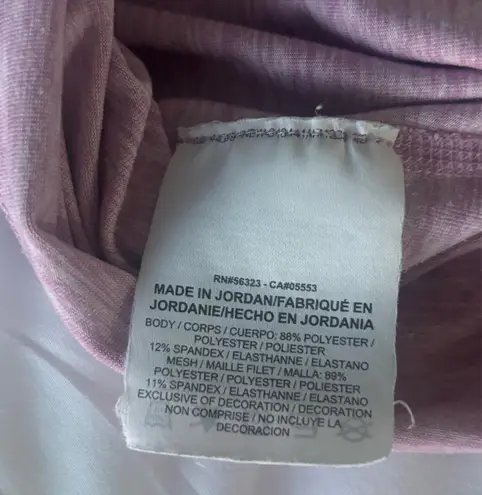 RN#56323 - CA#05553
MADE IN JORDAN/FABRIQUÉ EN
JORDANIE/HECHO EN JORDANIA
BODY / CORPS / CUERPO: 88% POLYESTER /
POLYESTER / POLIESTER
12% SPANDEX / ELASTHANNE / ELASTANO
MESH / MAILLE FILET / MALLA: 89%
POLYESTER / POLYESTER / POLIESTER
11% SPANDEX / ELASTHANNE / ELASTANO
EXCLUSIVE OF DECORATION / DECORATION
NON COMPRISE / NO INCLUYE LA
DECORACION